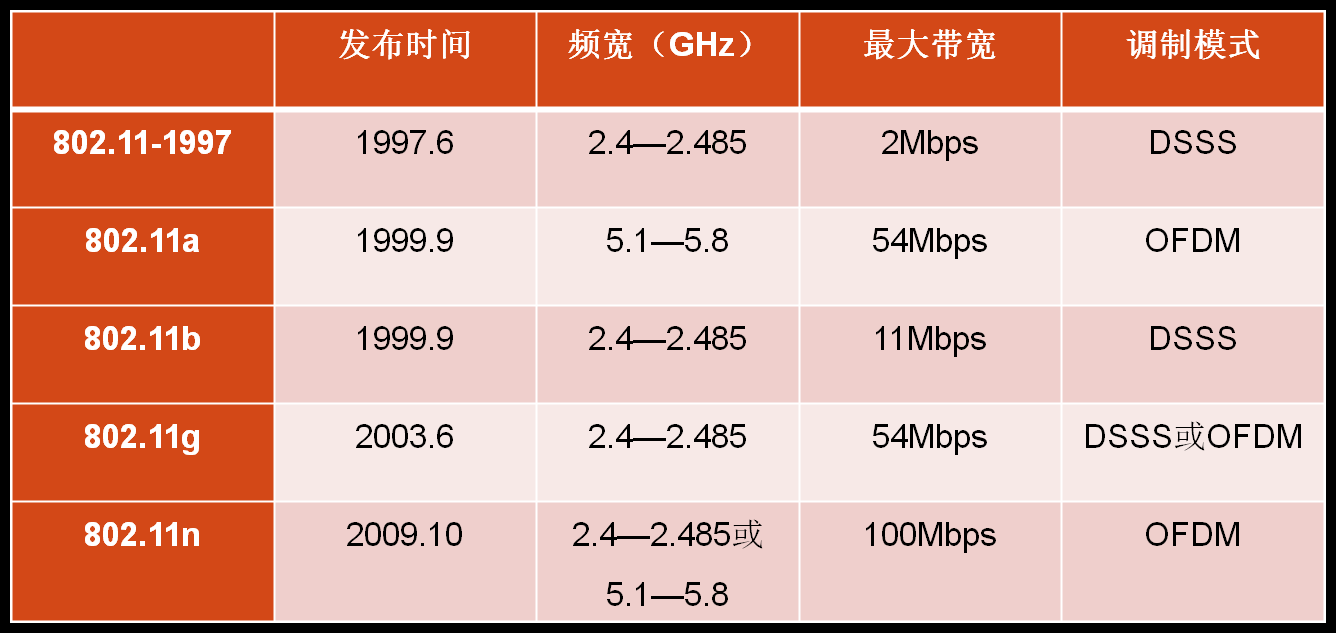 发布时间 频宽（GHz） 最大带宽 调制模式
802.11-1997 1997.6 2.4—2.485 2Mbps DSSS
802.11a 1999.9 5.1—5.8 54Mbps OFDM
802.11b 1999.9 2.4—2.485 11Mbps DSSS
802.11g 2003.6 2.4—2.485 54Mbps DSSS或OFDM
802.11n 2009.10 2.4—2.485或 100Mbps OFDM
5.1—5.8